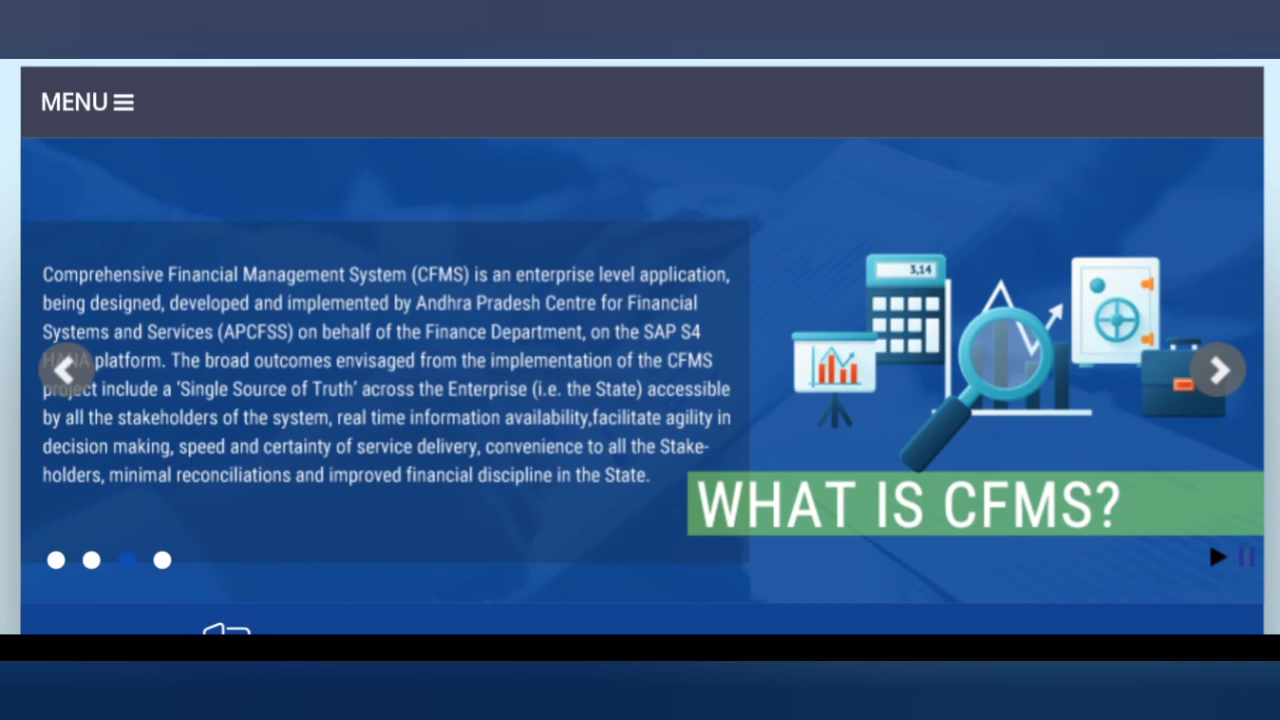 MENU
Comprehensive Financial Management System (CFMS) is an enterprise level application,
being designed, developed and implemented by Andhra Pradesh Centre for Financial
Systems and Services (APCFSS) on behalf of the Finance Department, on the SAP S4
HANA platform. The broad outcomes envisaged from the implementation of the CFMS
project include a ‘Single Source of Truth’ across the Enterprise (i.e. the State) accessible
by all the stakeholders of the system, real time information availability,facilitate agility in
decision making, speed and certainty of service delivery, convenience to all the Stake-
holders, minimal reconciliations and improved financial discipline in the State.
3,14
WHAT IS CFMS?